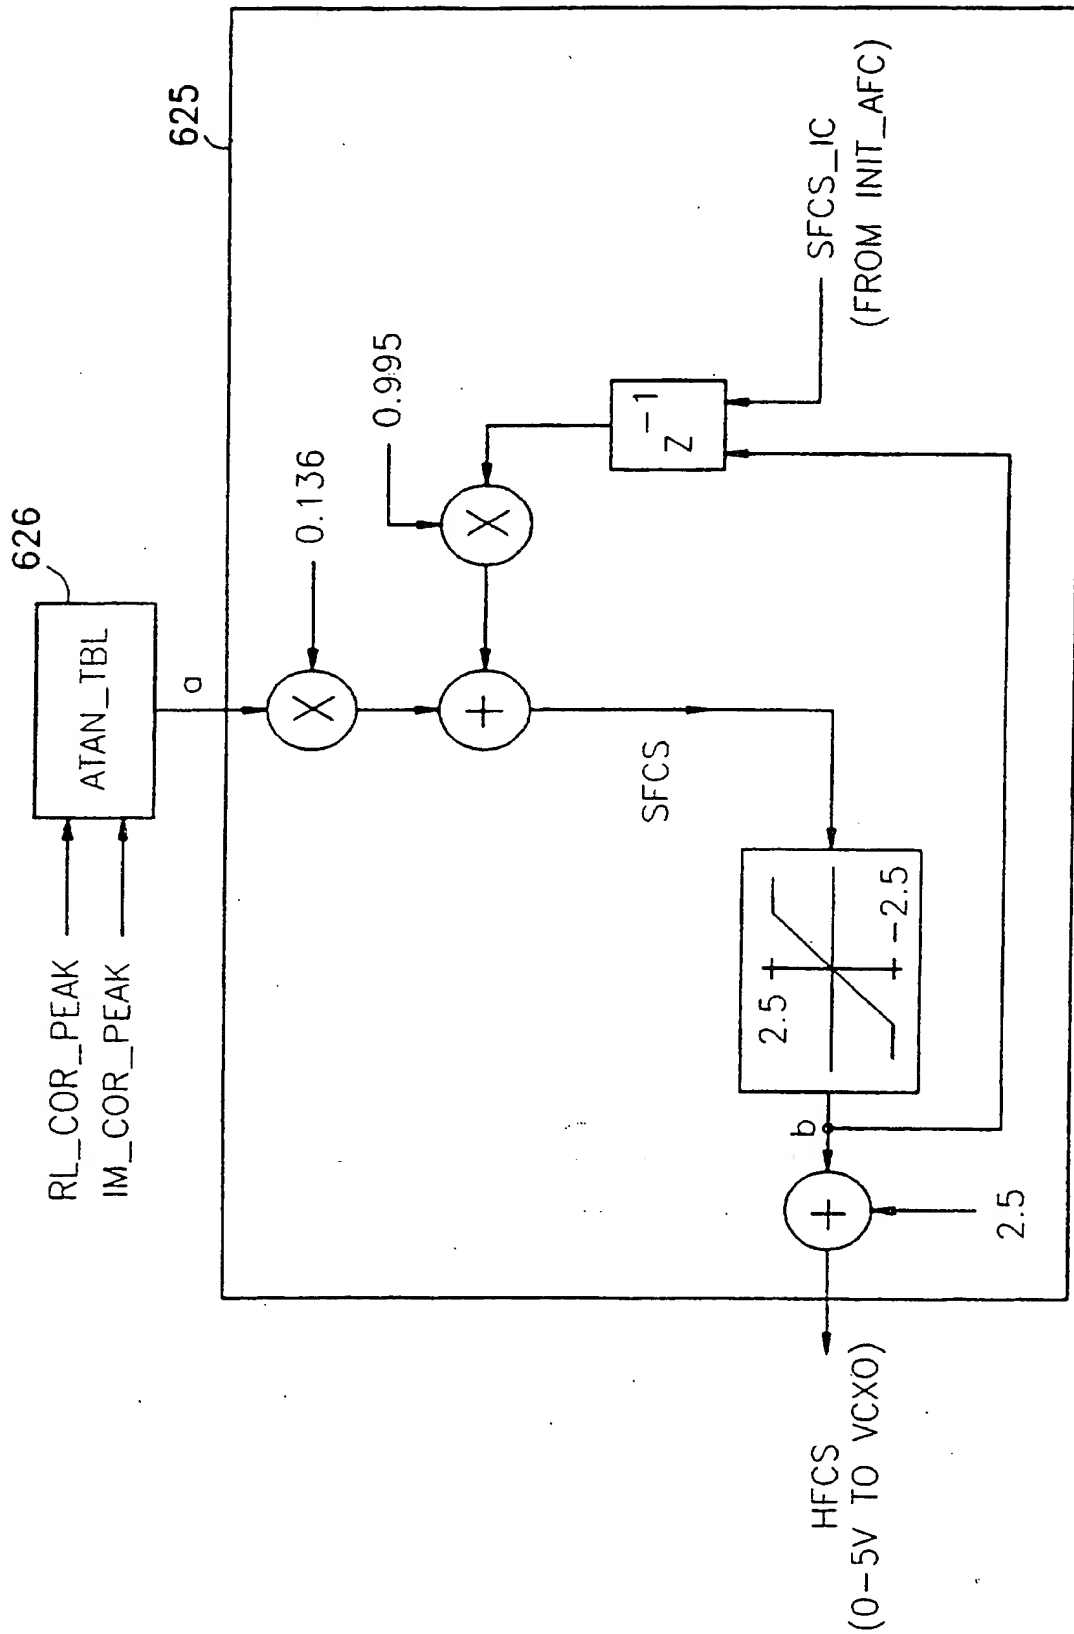 RL_COR_PEAK
IM_COR_PEAK
ATAN_TBL
626
a
625
0.136
X
0.995
X
+
Z-1
SFCS_IC
(FROM INIT_AFC)
SFCS
2.5
-2.5
b
+
2.5
HFCS
(0-5V TO VCXO)